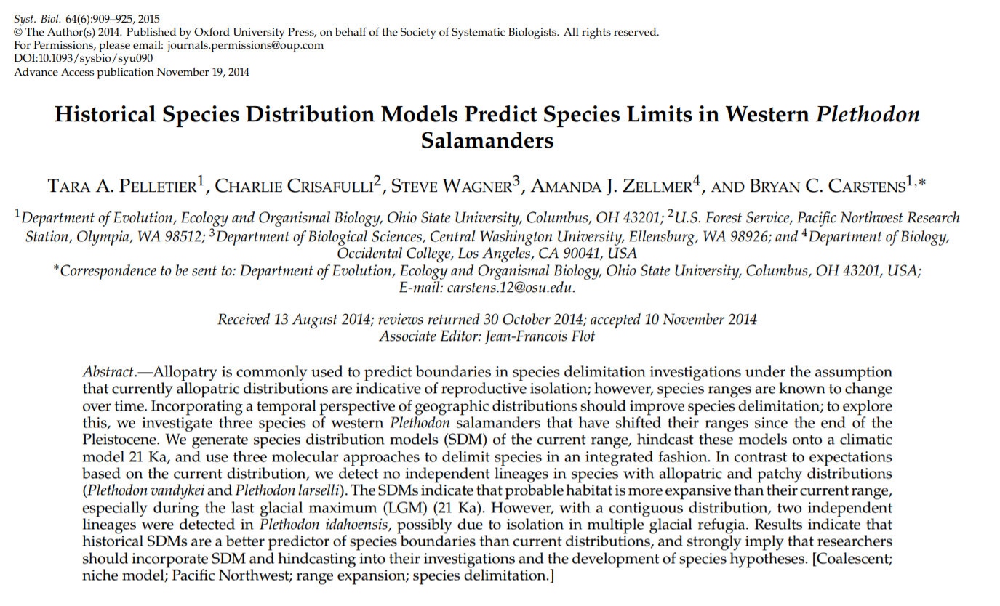 Syst. Biol. 64(6):909–925, 2015
© The Author(s) 2014. Published by Oxford University Press, on behalf of the Society of Systematic Biologists. All rights reserved.
For Permissions, please email: journals.permissions@oup.com
DOI:10.1093/sysbio/syu090
Advance Access publication November 19, 2014
Historical Species Distribution Models Predict Species Limits in Western Plethodon
Salamanders
TARA A. PELLETIER1, CHARLIE CRISAFULLI2, STEVE WAGNER3, AMANDA J. ZELLMER4, AND BRYAN C. CARSTENS1,*
1Department of Evolution, Ecology and Organismal Biology, Ohio State University, Columbus, OH 43201; 2U.S. Forest Service, Pacific Northwest Research
Station, Olympia, WA 98512; 3Department of Biological Sciences, Central Washington University, Ellensburg, WA 98926; and 4Department of Biology,
Occidental College, Los Angeles, CA 90041, USA
*Correspondence to be sent to: Department of Evolution, Ecology and Organismal Biology, Ohio State University, Columbus, OH 43201, USA;
E-mail: carstens.12@osu.edu.
Received 13 August 2014; reviews returned 30 October 2014; accepted 10 November 2014
Associate Editor: Jean-Francois Flot
Abstract.—Allopatry is commonly used to predict boundaries in species delimitation investigations under the assumption
that currently allopatric distributions are indicative of reproductive isolation; however, species ranges are known to change
over time. Incorporating a temporal perspective of geographic distributions should improve species delimitation; to explore
this, we investigate three species of western Plethodon salamanders that have shifted their ranges since the end of the
Pleistocene. We generate species distribution models (SDM) of the current range, hindcast these models onto a climatic
model 21 Ka, and use three molecular approaches to delimit species in an integrated fashion. In contrast to expectations
based on the current distribution, we detect no independent lineages in species with allopatric and patchy distributions
(Plethodon vandykei and Plethodon larselli). The SDMs indicate that probable habitat is more expansive than their current range,
especially during the last glacial maximum (LGM) (21 Ka). However, with a contiguous distribution, two independent
lineages were detected in Plethodon idahoensis, possibly due to isolation in multiple glacial refugia. Results indicate that
historical SDMs are a better predictor of species boundaries than current distributions, and strongly imply that researchers
should incorporate SDM and hindcasting into their investigations and the development of species hypotheses. [Coalescent;
niche model; Pacific Northwest; range expansion; species delimitation.]